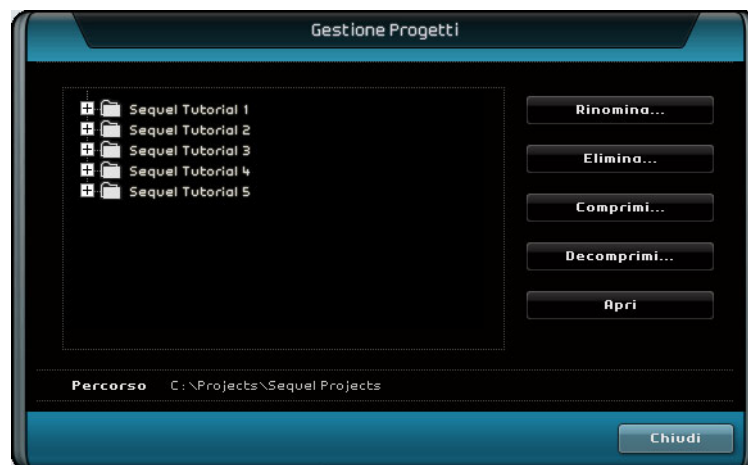 Gestione Progetti
Sequel Tutorial 1
Sequel Tutorial 2
Sequel Tutorial 3
Sequel Tutorial 4
Sequel Tutorial 5
Rinomina...
Elimina...
Comprimi...
Decomprimi...
Apri
Percorso C:\Projects\Sequel Projects
Chiudi